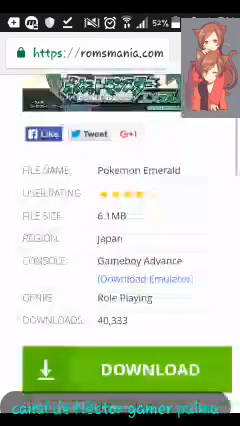 52%
https://romsmania.com
Like
Tweet
G+1
FILE NAME: Pokemon Emerald
USER RATING:
FILE SIZE: 6.1MB
REGION: Japan
CONSOLE: Gameboy Advance
(Download Emulator)
GENRE: Role Playing
DOWNLOADS: 40,333
DOWNLOAD
canal de Héctor gamer palma